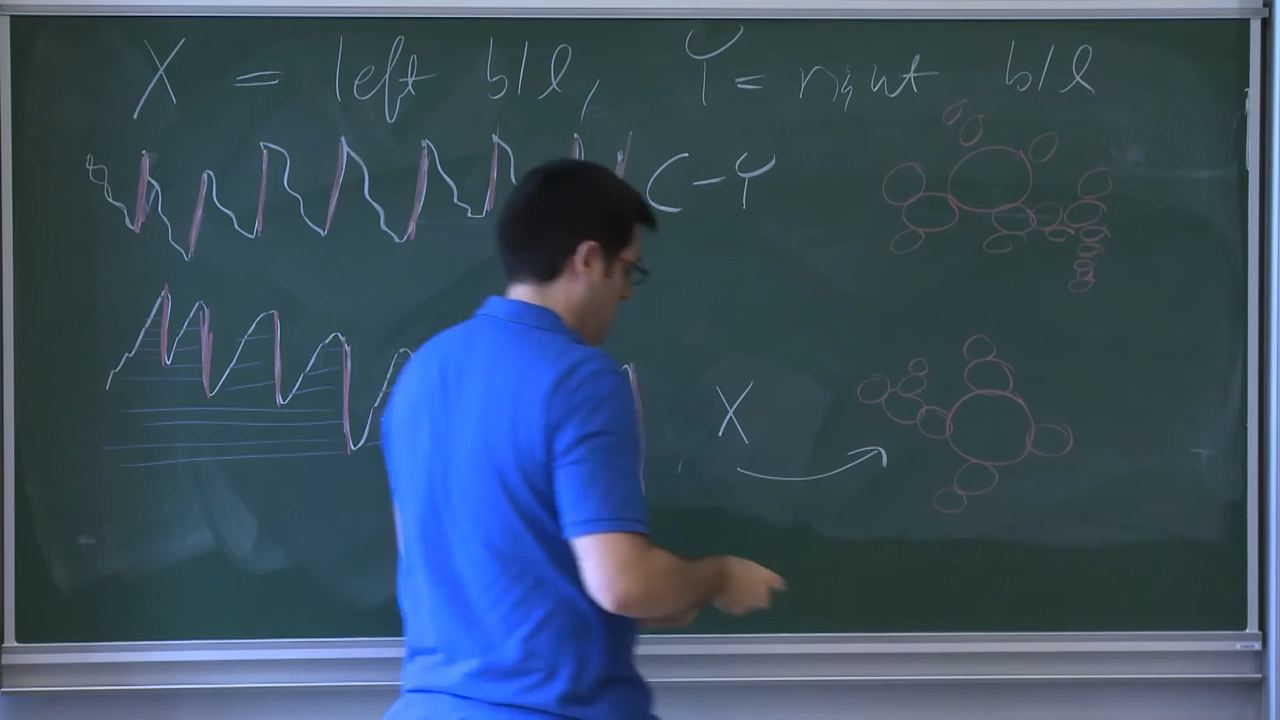 X = left b/l, Y = right b/l
C - Y
X